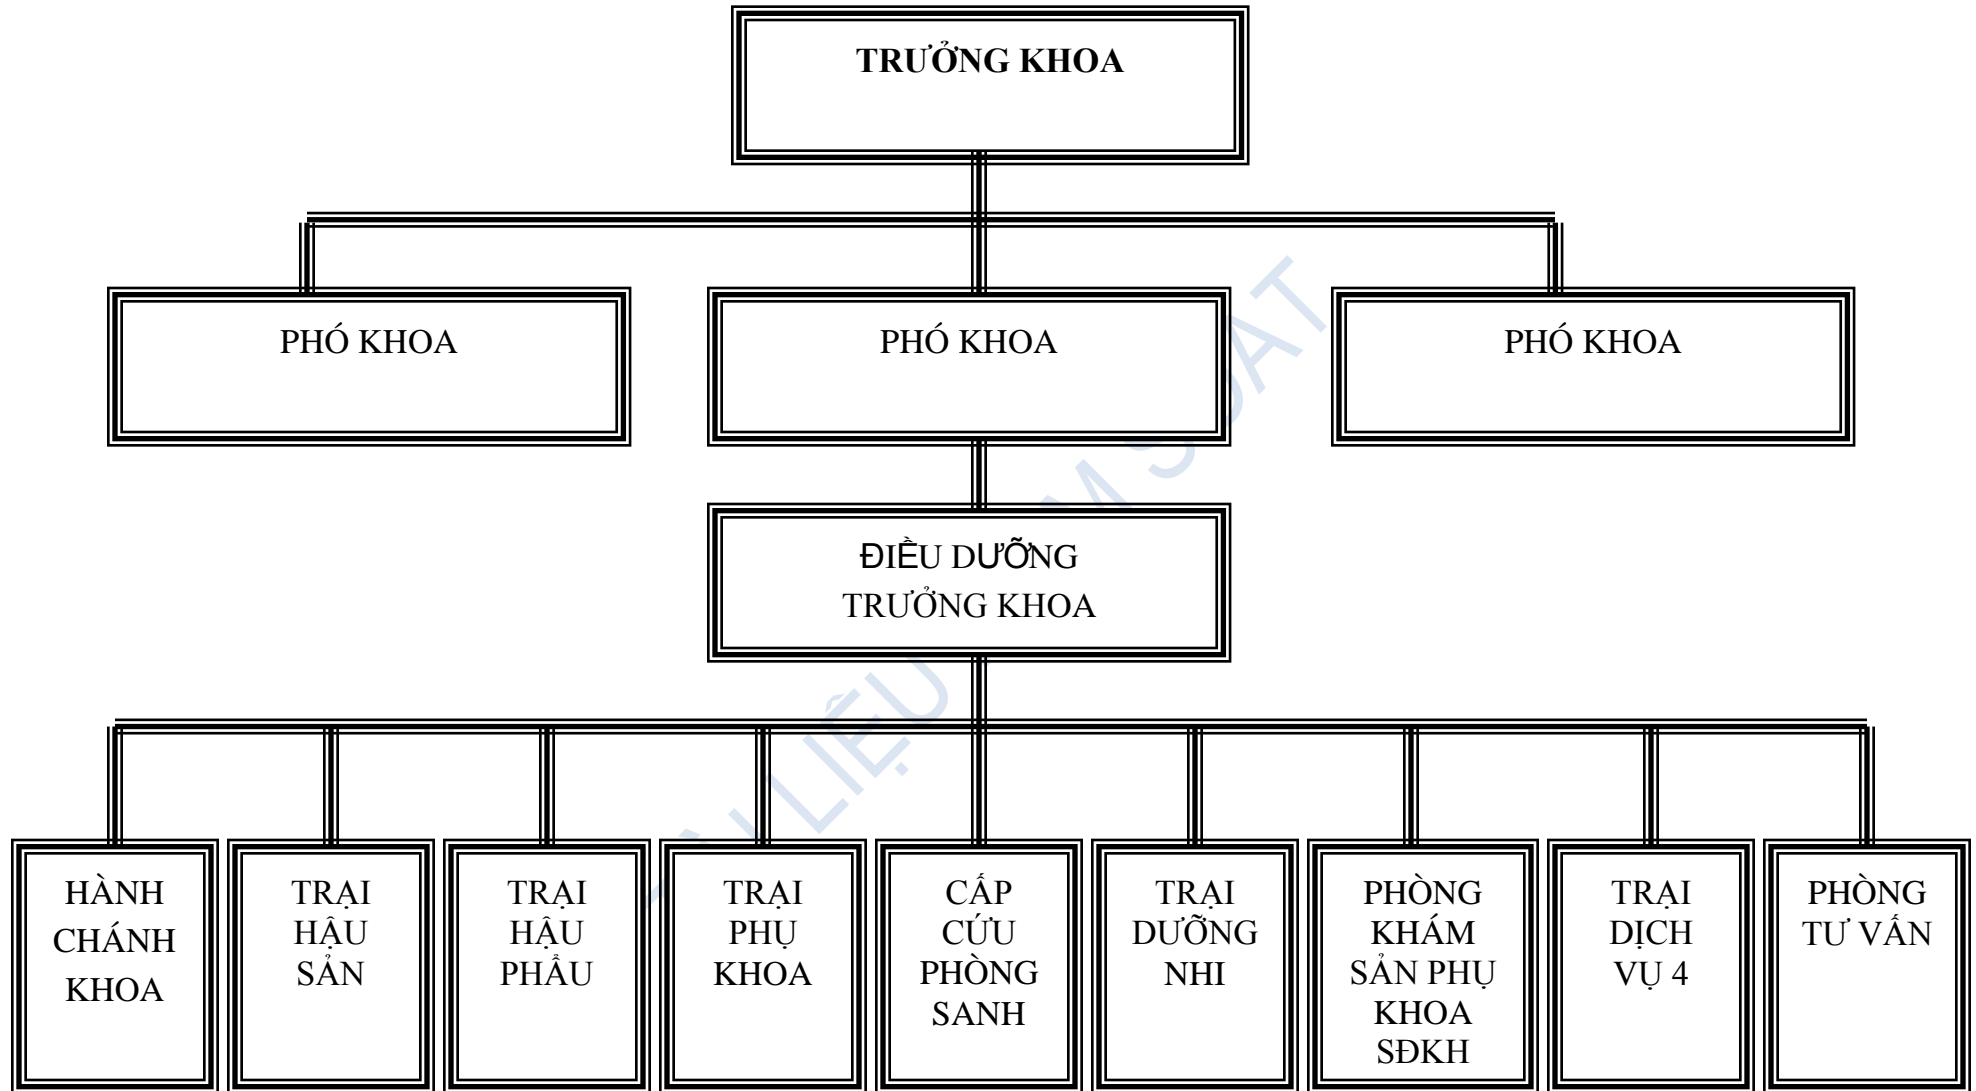 TRƯỞNG KHOA
PHÓ KHOA
PHÓ KHOA
PHÓ KHOA
ĐIỀU DƯỠNG
TRƯỞNG KHOA
HÀNH
CHÁNH
KHOA
TRẠI
HẬU
SẢN
TRẠI
HẬU
PHẪU
TRẠI
PHỤ
KHOA
CẤP
CỨU
PHÒNG
SANH
TRẠI
DƯỠNG
NHI
PHÒNG
KHÁM
SẢN PHỤ
KHOA
SĐKH
TRẠI
DỊCH
VỤ 4
PHÒNG
TƯ VẤN
LIỆU